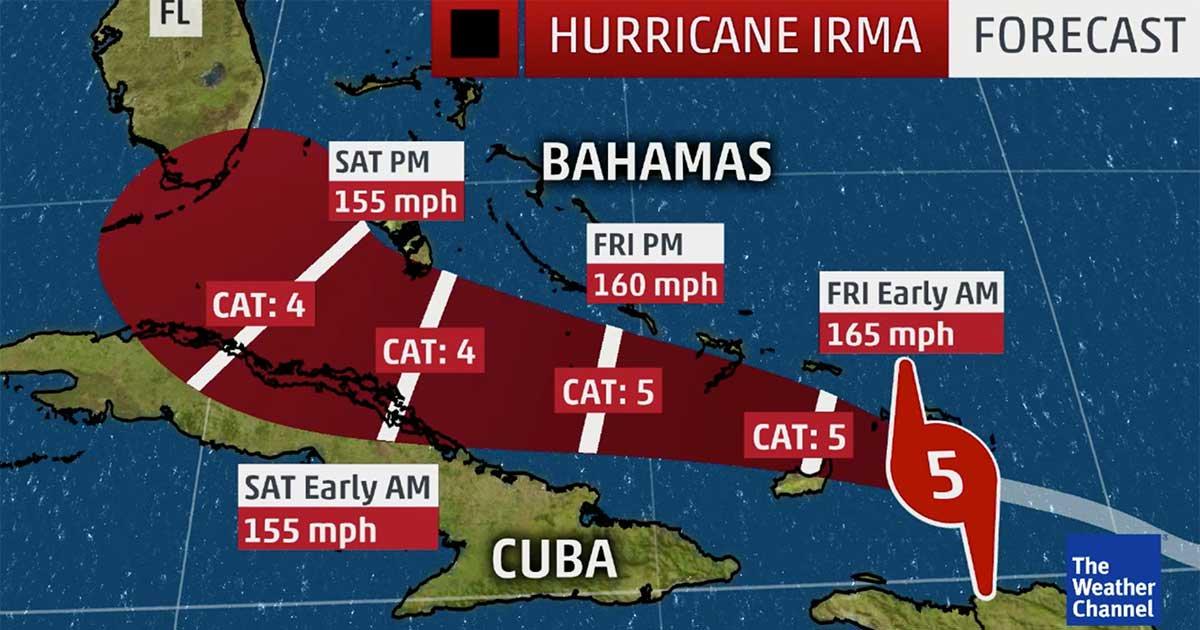 FL
HURRICANE IRMA
FORECAST
SAT PM
155 mph
BAHAMAS
FRI PM
160 mph
FRI Early AM
165 mph
CAT: 4
CAT: 4
CAT: 5
CAT: 5
5
SAT Early AM
155 mph
CUBA
The
Weather
Channel